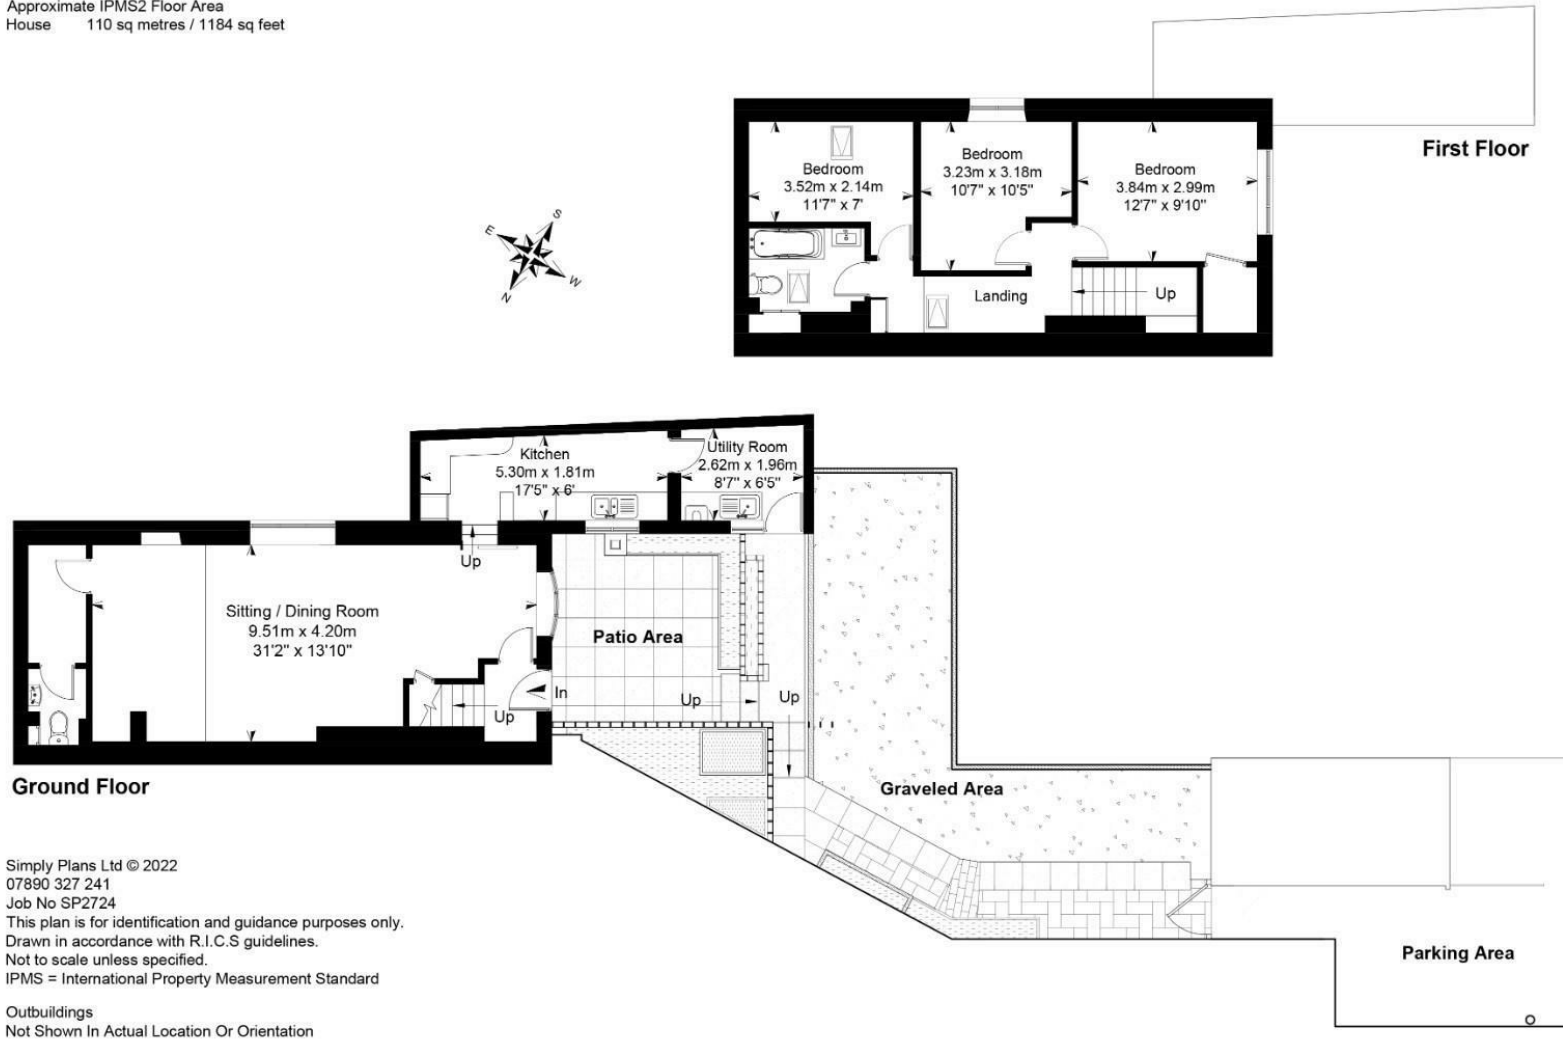 Approximate IPMS2 Floor Area
House 110 sq metres / 1184 sq feet
First Floor
Bedroom
3.52m x 2.14m
11'7" x 7'
Bedroom
3.23m x 3.18m
10'7" x 10'5"
Bedroom
3.84m x 2.99m
12'7" x 9'10"
Landing
Up
S
E
W
N
Kitchen
5.30m x 1.81m
17'5" x 6'
Utility Room
2.62m x 1.96m
8'7" x 6'5"
Up
Sitting / Dining Room
9.51m x 4.20m
31'2" x 13'10"
Patio Area
In
Up
Up
Up
Ground Floor
Graveled Area
Parking Area
Simply Plans Ltd © 2022
07890 327 241
Job No SP2724
This plan is for identification and guidance purposes only.
Drawn in accordance with R.I.C.S guidelines.
Not to scale unless specified.
IPMS = International Property Measurement Standard
Outbuildings
Not Shown In Actual Location Or Orientation